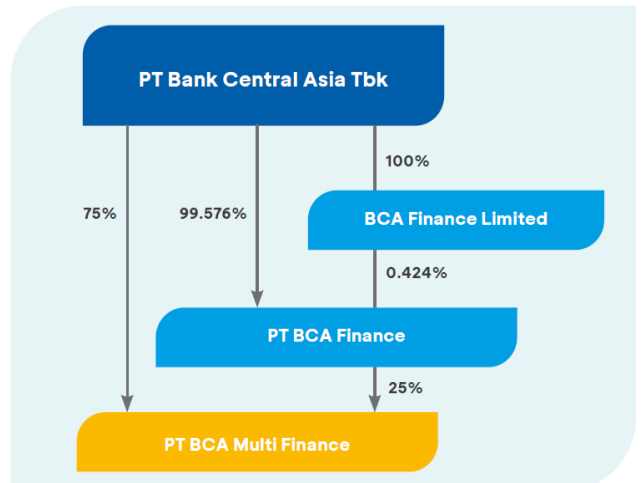 PT Bank Central Asia Tbk
100%
75%
99.576%
BCA Finance Limited
0.424%
PT BCA Finance
25%
PT BCA Multi Finance